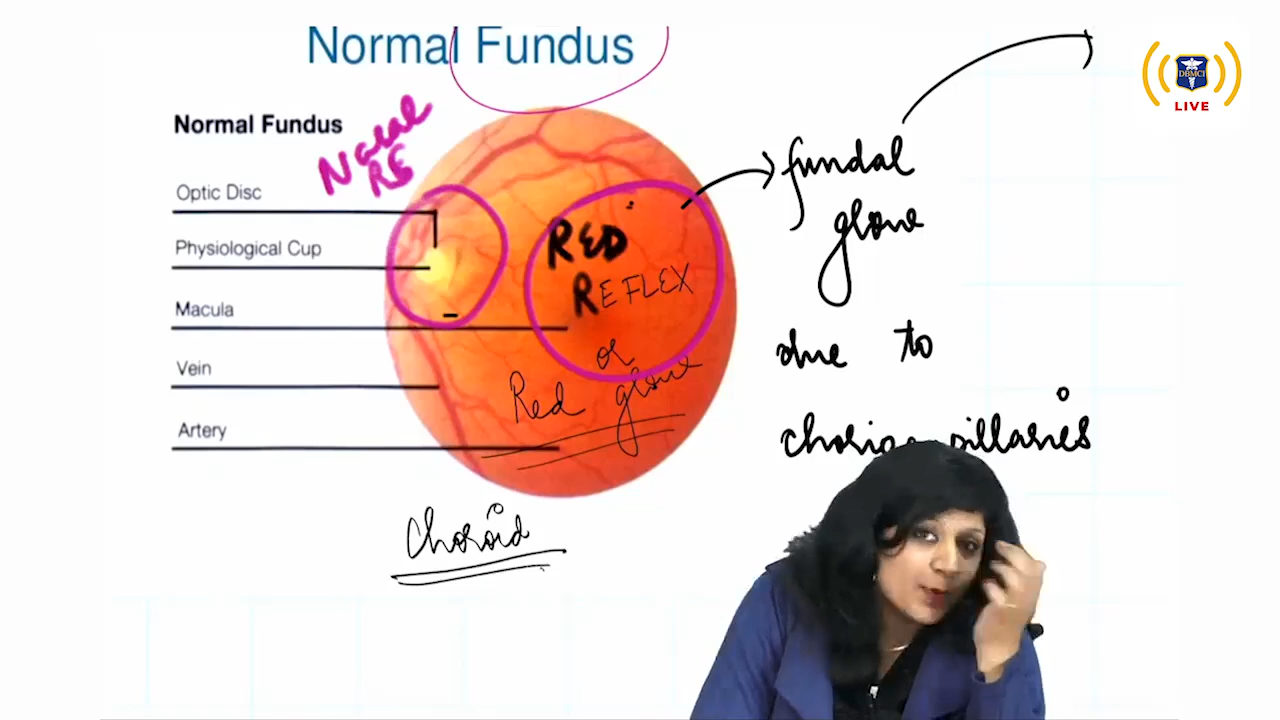 Normal Fundus
DBMCI
LIVE
Normal Fundus
Nasal
RE
Optic Disc
Physiological Cup
Macula
Vein
Artery
RED
REFLEX
or
Red glow
fundal
glow
due to
Choroid